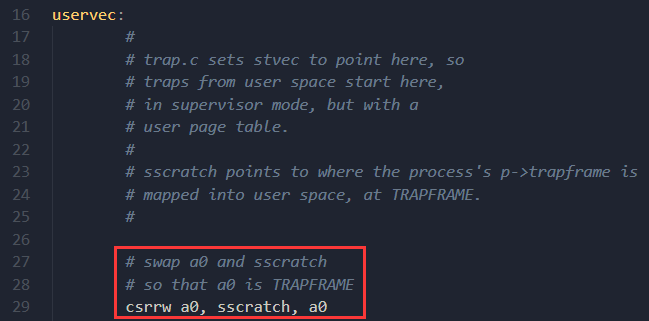 16 uservec:
17 #
18 # trap.c sets stvec to point here, so
19 # traps from user space start here,
20 # in supervisor mode, but with a
21 # user page table.
22 #
23 # sscratch points to where the process's p->trapframe is
24 # mapped into user space, at TRAPFRAME.
25 #
26
27 # swap a0 and sscratch
28 # so that a0 is TRAPFRAME
29 csrrw a0, sscratch, a0